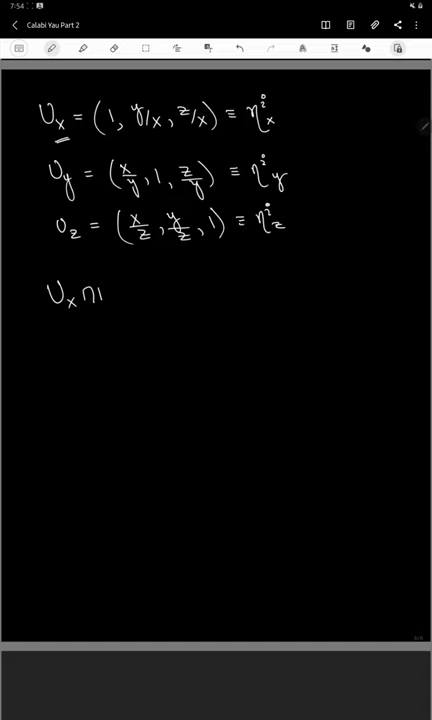 7:54
Calabi Yau Part 2
U_x = (1, y/x, z/x) ≡ η^i_x
U_y = (x/y, 1, z/y) ≡ η^i_y
U_z = (x/z, y/z, 1) ≡ η^i_z
U_x ∩